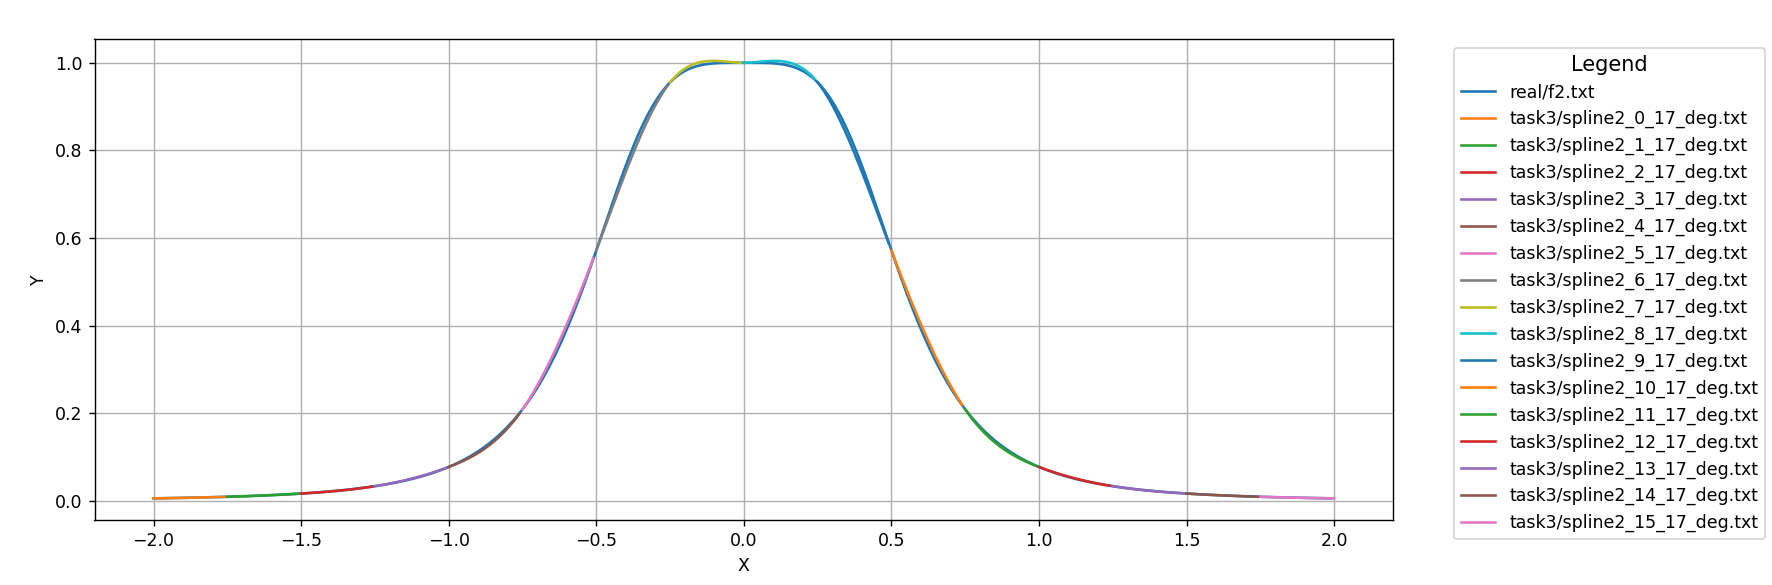 1.0
0.8
0.6
0.4
0.2
0.0
Y
−2.0 −1.5 −1.0 −0.5 0.0 0.5 1.0 1.5 2.0
X
Legend
real/f2.txt
task3/spline2_0_17_deg.txt
task3/spline2_1_17_deg.txt
task3/spline2_2_17_deg.txt
task3/spline2_3_17_deg.txt
task3/spline2_4_17_deg.txt
task3/spline2_5_17_deg.txt
task3/spline2_6_17_deg.txt
task3/spline2_7_17_deg.txt
task3/spline2_8_17_deg.txt
task3/spline2_9_17_deg.txt
task3/spline2_10_17_deg.txt
task3/spline2_11_17_deg.txt
task3/spline2_12_17_deg.txt
task3/spline2_13_17_deg.txt
task3/spline2_14_17_deg.txt
task3/spline2_15_17_deg.txt